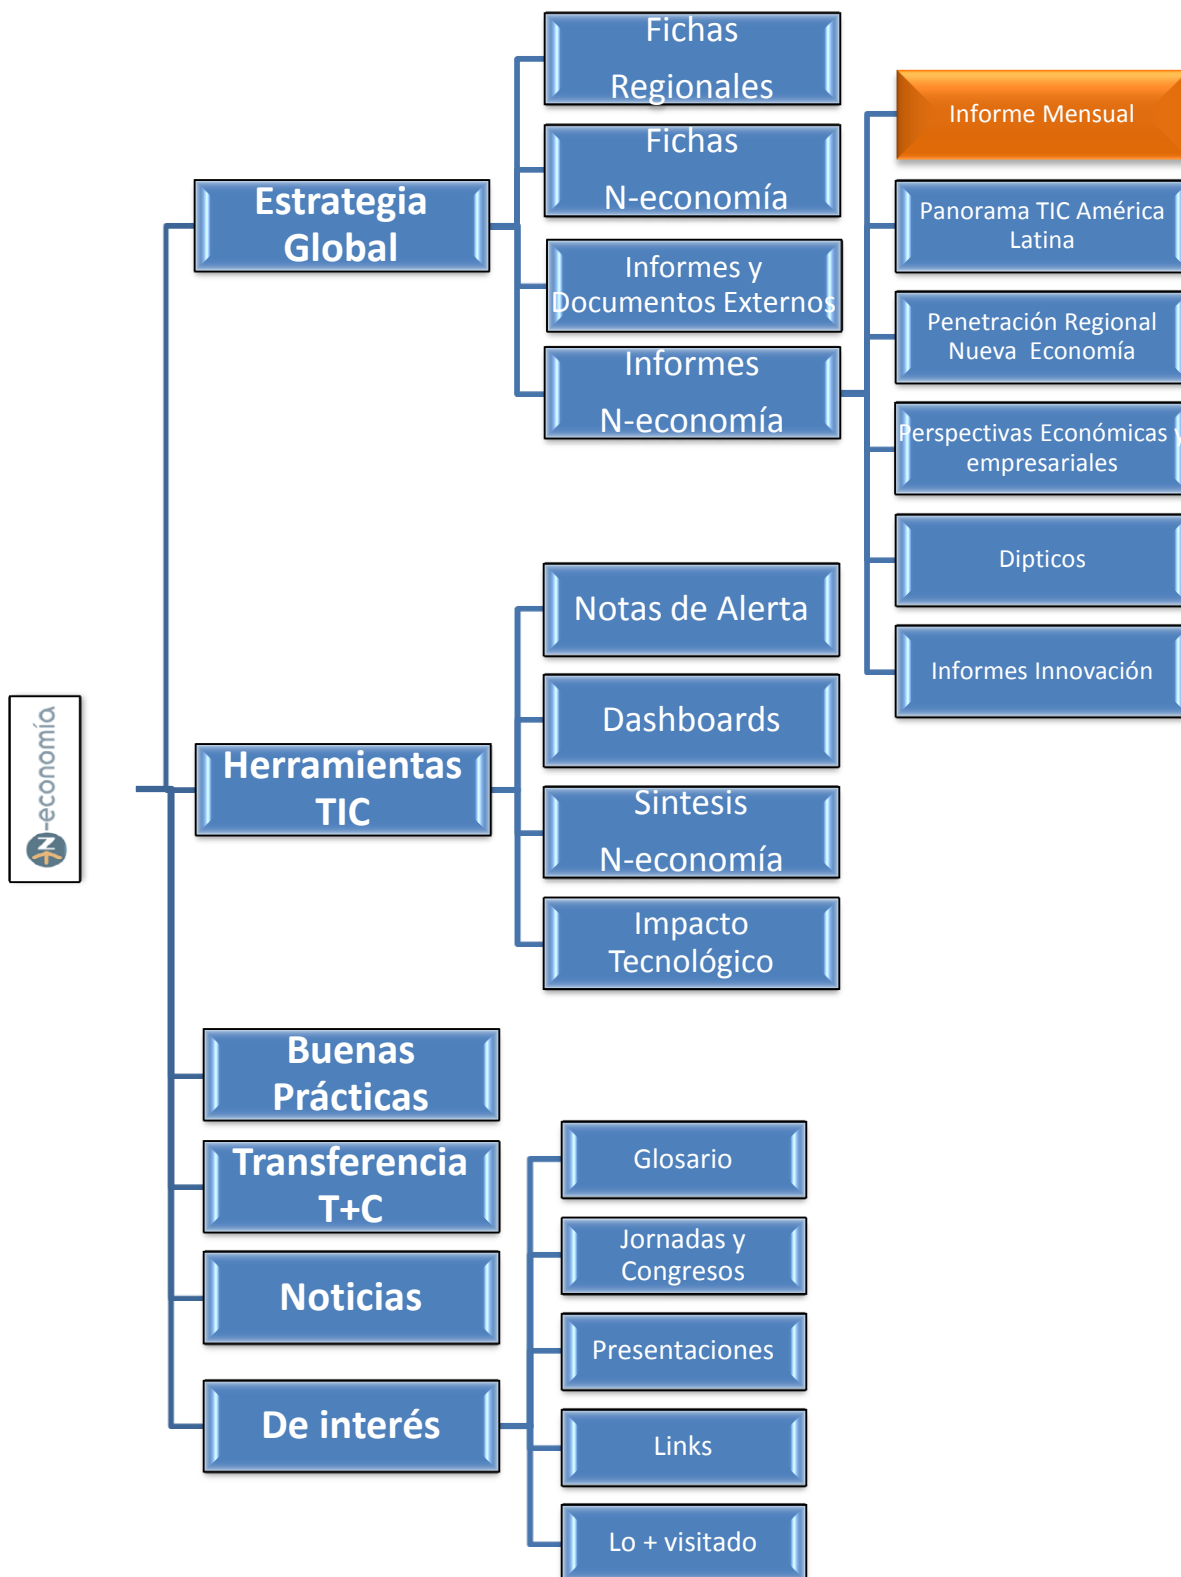 N-economía
Estrategia
Global
Fichas
Regionales
Fichas
N-economía
Informes y
Documentos Externos
Informes
N-economía
Informe Mensual
Panorama TIC América
Latina
Penetración Regional
Nueva Economía
Perspectivas Económicas y
empresariales
Dipticos
Informes Innovación
Herramientas
TIC
Notas de Alerta
Dashboards
Sintesis
N-economía
Impacto
Tecnológico
Buenas
Prácticas
Transferencia
T+C
Noticias
De interés
Glosario
Jornadas y
Congresos
Presentaciones
Links
Lo + visitado